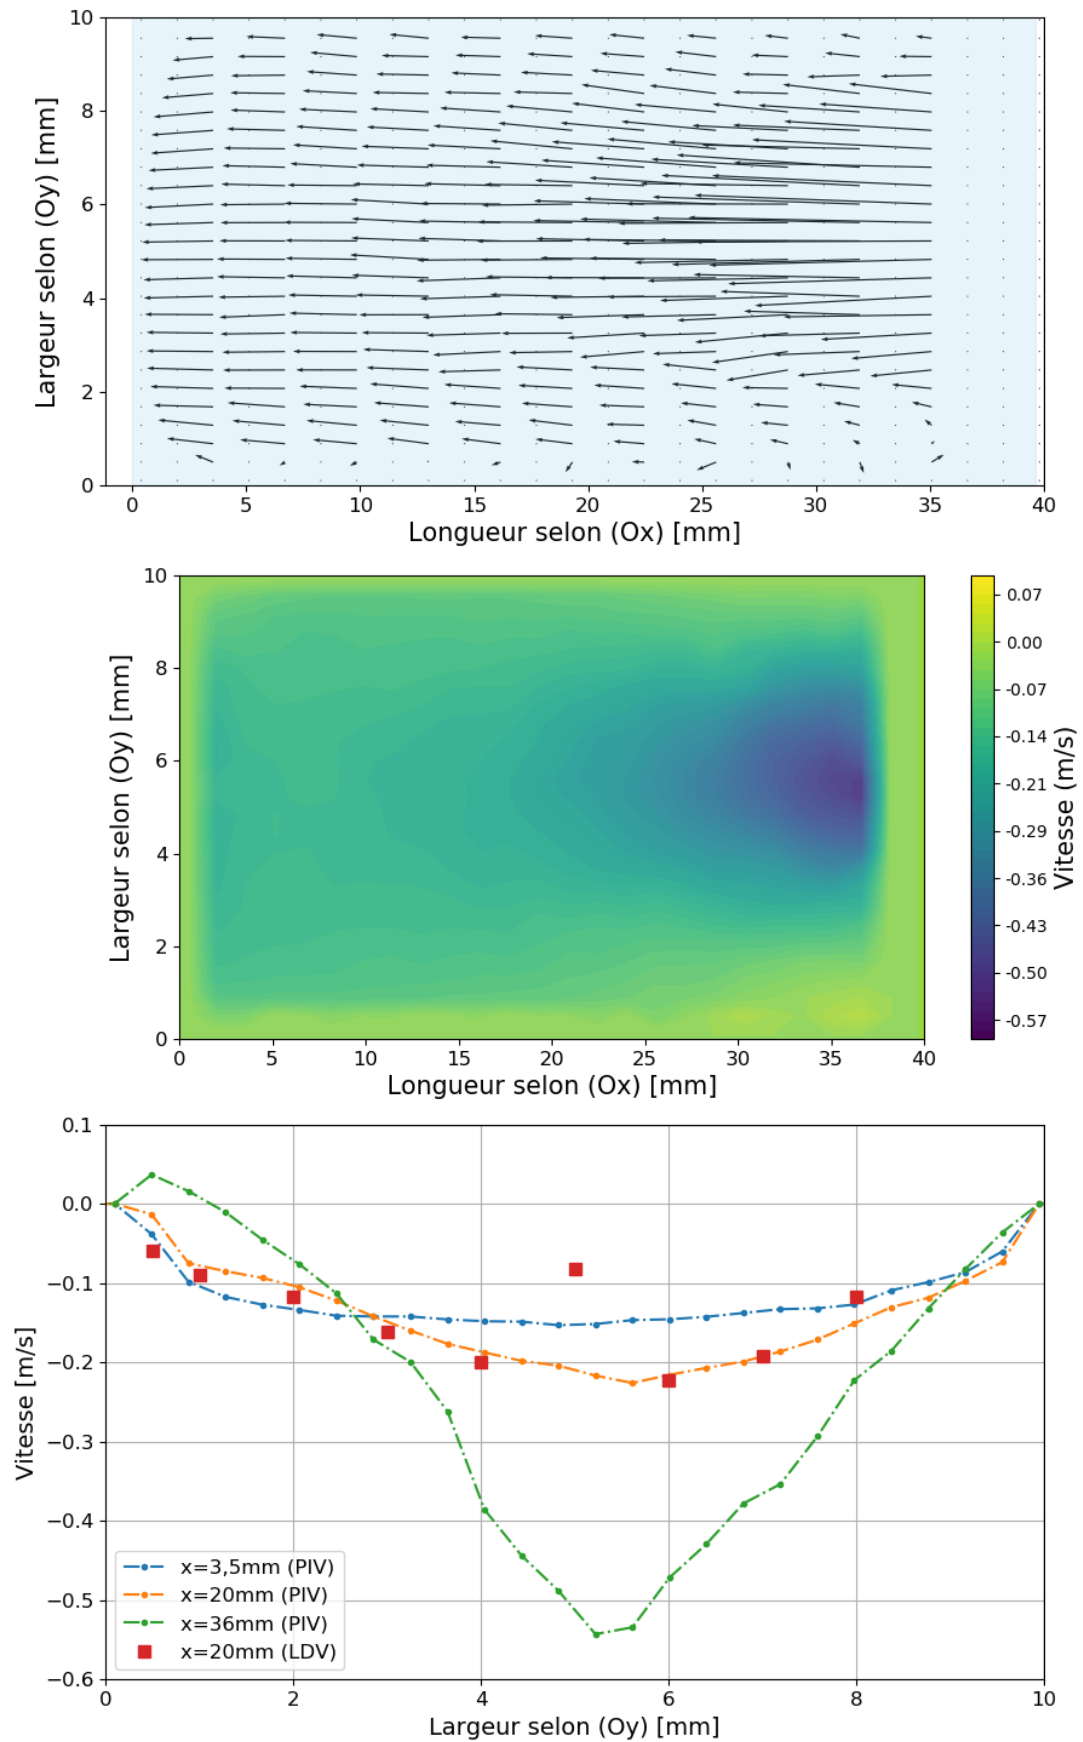 10
8
6
4
2
0
Largeur selon (Oy) [mm]
0 5 10 15 20 25 30 35 40
Longueur selon (Ox) [mm]
10
8
6
4
2
0
Largeur selon (Oy) [mm]
0 5 10 15 20 25 30 35 40
Longueur selon (Ox) [mm]
0.07
0.00
-0.07
-0.14
-0.21
-0.29
-0.36
-0.43
-0.50
-0.57
Vitesse (m/s)
0.1
0.0
−0.1
−0.2
−0.3
−0.4
−0.5
−0.6
Vitesse [m/s]
x=3,5mm (PIV)
x=20mm (PIV)
x=36mm (PIV)
x=20mm (LDV)
0 2 4 6 8 10
Largeur selon (Oy) [mm]